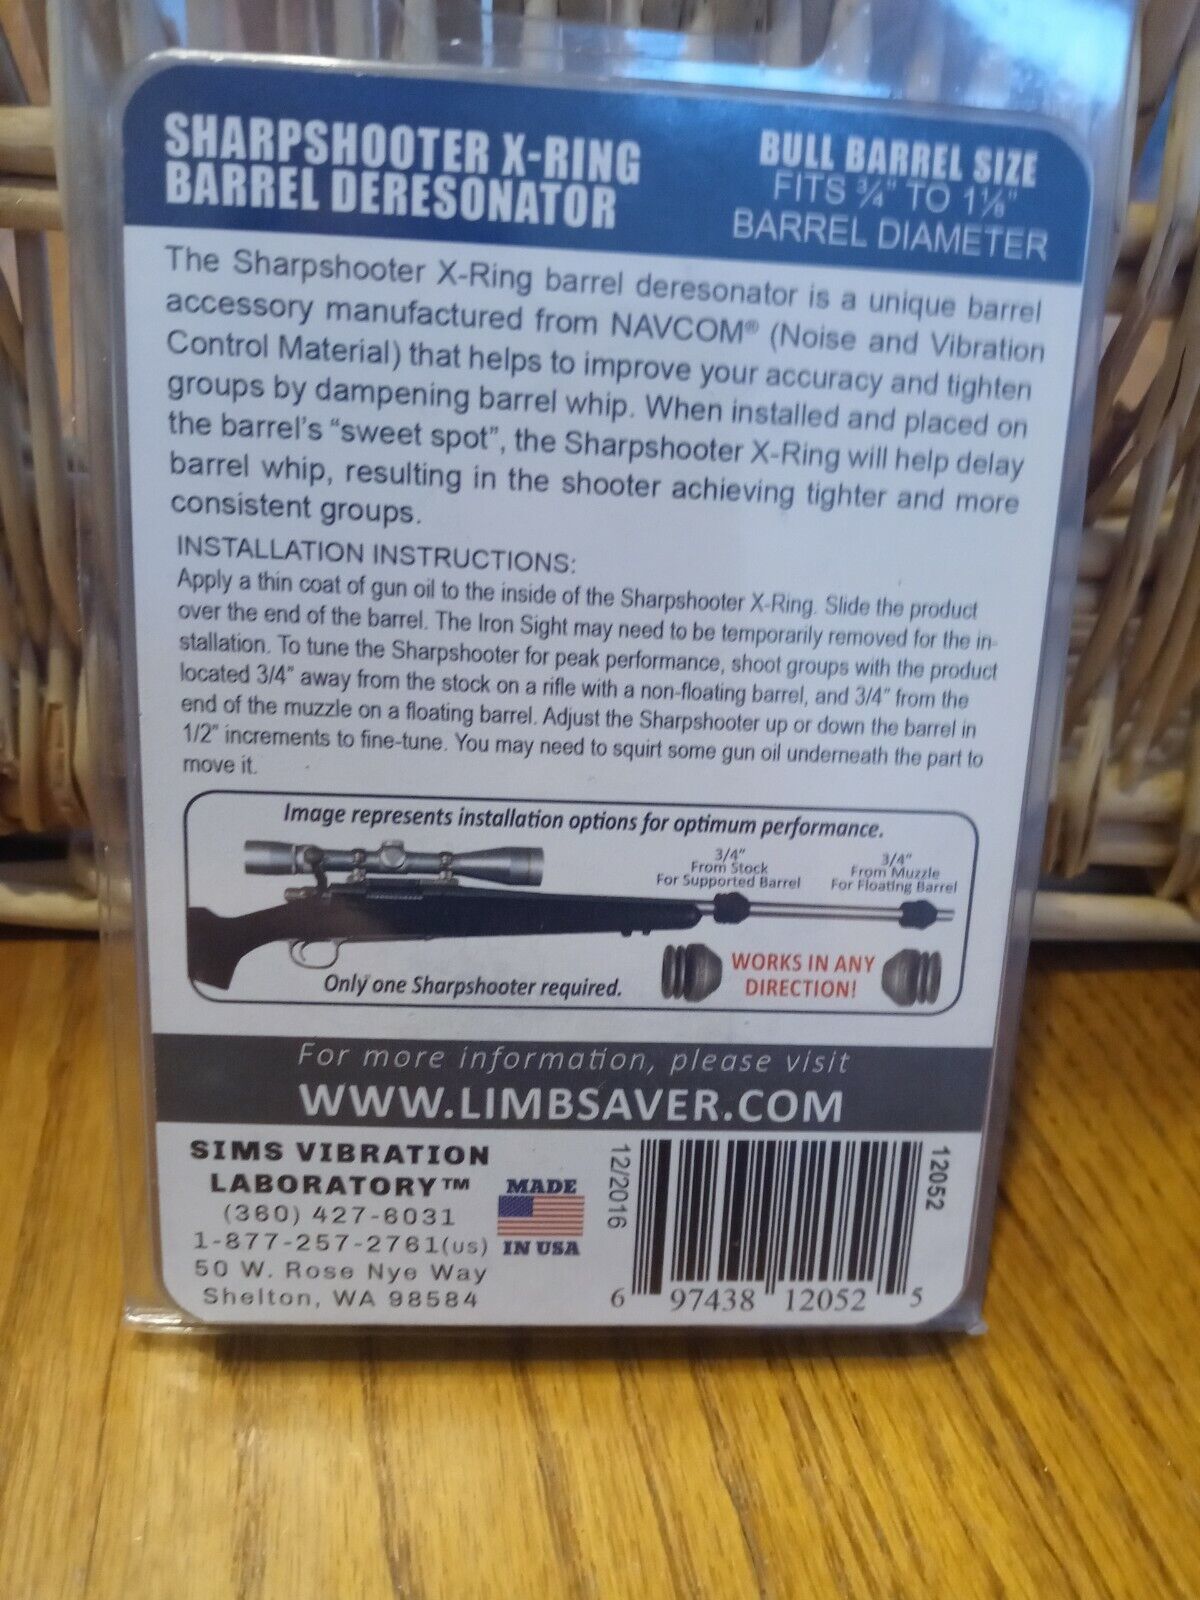 SHARPSHOOTER X-RING
BARREL DERESONATOR
BULL BARREL SIZE
FITS ¾" TO 1⅛"
BARREL DIAMETER
The Sharpshooter X-Ring barrel deresonator is a unique barrel
accessory manufactured from NAVCOM® (Noise and Vibration
Control Material) that helps to improve your accuracy and tighten
groups by dampening barrel whip. When installed and placed on
the barrel's "sweet spot", the Sharpshooter X-Ring will help delay
barrel whip, resulting in the shooter achieving tighter and more
consistent groups.
INSTALLATION INSTRUCTIONS:
Apply a thin coat of gun oil to the inside of the Sharpshooter X-Ring. Slide the product
over the end of the barrel. The Iron Sight may need to be temporarily removed for the in-
stallation. To tune the Sharpshooter for peak performance, shoot groups with the product
located 3/4" away from the stock on a rifle with a non-floating barrel, and 3/4" from the
end of the muzzle on a floating barrel. Adjust the Sharpshooter up or down the barrel in
1/2" increments to fine-tune. You may need to squirt some gun oil underneath the part to
move it.
Image represents installation options for optimum performance.
3/4"
From Stock
For Supported Barrel
3/4"
From Muzzle
For Floating Barrel
WORKS IN ANY
DIRECTION!
Only one Sharpshooter required.
For more information, please visit
WWW.LIMBSAVER.COM
SIMS VIBRATION
LABORATORY™
(360) 427-6031
1-877-257-2761(US)
50 W. Rose Nye Way
Shelton, WA 98584
MADE
IN USA
12/2016
12052
6 97438 12052 5